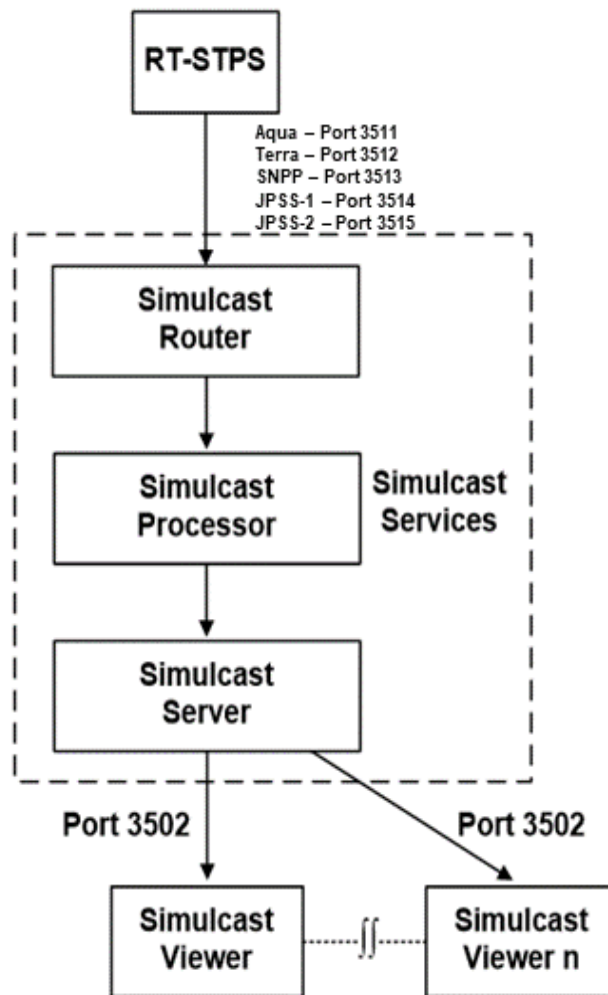 RT-STPS
Aqua – Port 3511
Terra – Port 3512
SNPP – Port 3513
JPSS-1 – Port 3514
JPSS-2 – Port 3515
Simulcast
Router
Simulcast
Processor
Simulcast
Services
Simulcast
Server
Port 3502
Port 3502
Simulcast
Viewer
Simulcast
Viewer n